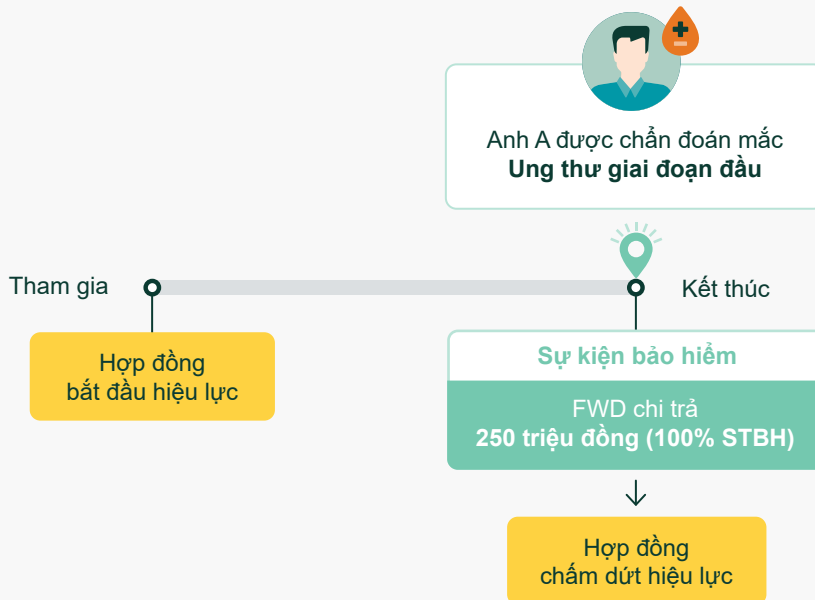 Anh A được chẩn đoán mắc
Ung thư giai đoạn đầu
Tham gia
Kết thúc
Hợp đồng
bắt đầu hiệu lực
Sự kiện bảo hiểm
FWD chi trả
250 triệu đồng (100% STBH)
Hợp đồng
chấm dứt hiệu lực